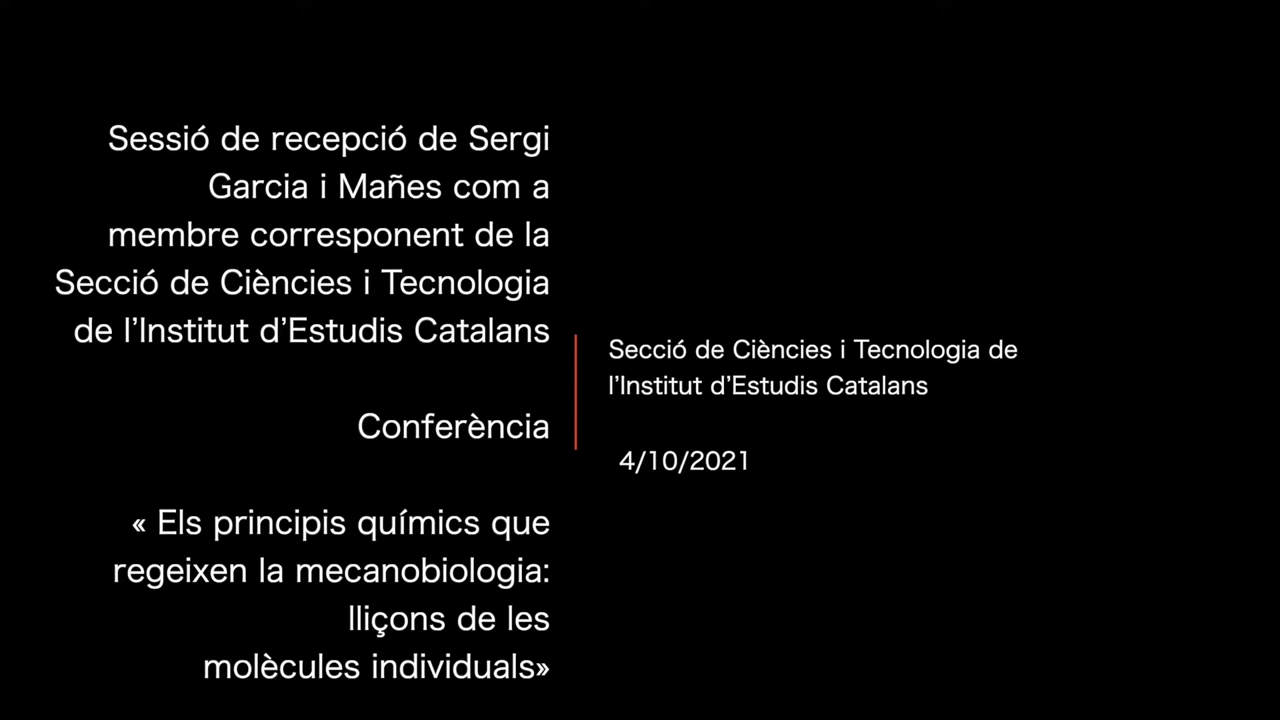 Sessió de recepció de Sergi
Garcia i Mañes com a
membre corresponent de la
Secció de Ciències i Tecnologia
de l’Institut d’Estudis Catalans
Conferència
« Els principis químics que
regeixen la mecanobiologia:
lliçons de les
molècules individuals»
Secció de Ciències i Tecnologia de
l’Institut d’Estudis Catalans
4/10/2021